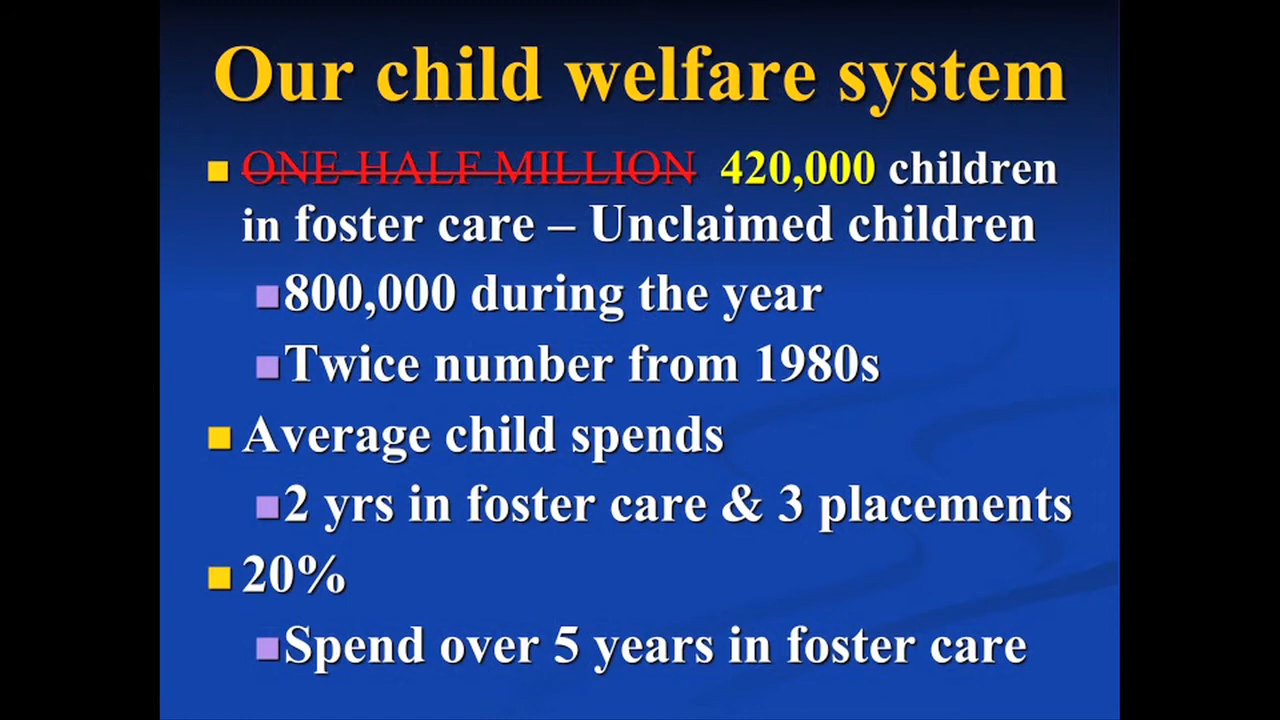 Our child welfare system
ONE-HALF MILLION 420,000 children
in foster care – Unclaimed children
800,000 during the year
Twice number from 1980s
Average child spends
2 yrs in foster care & 3 placements
20%
Spend over 5 years in foster care